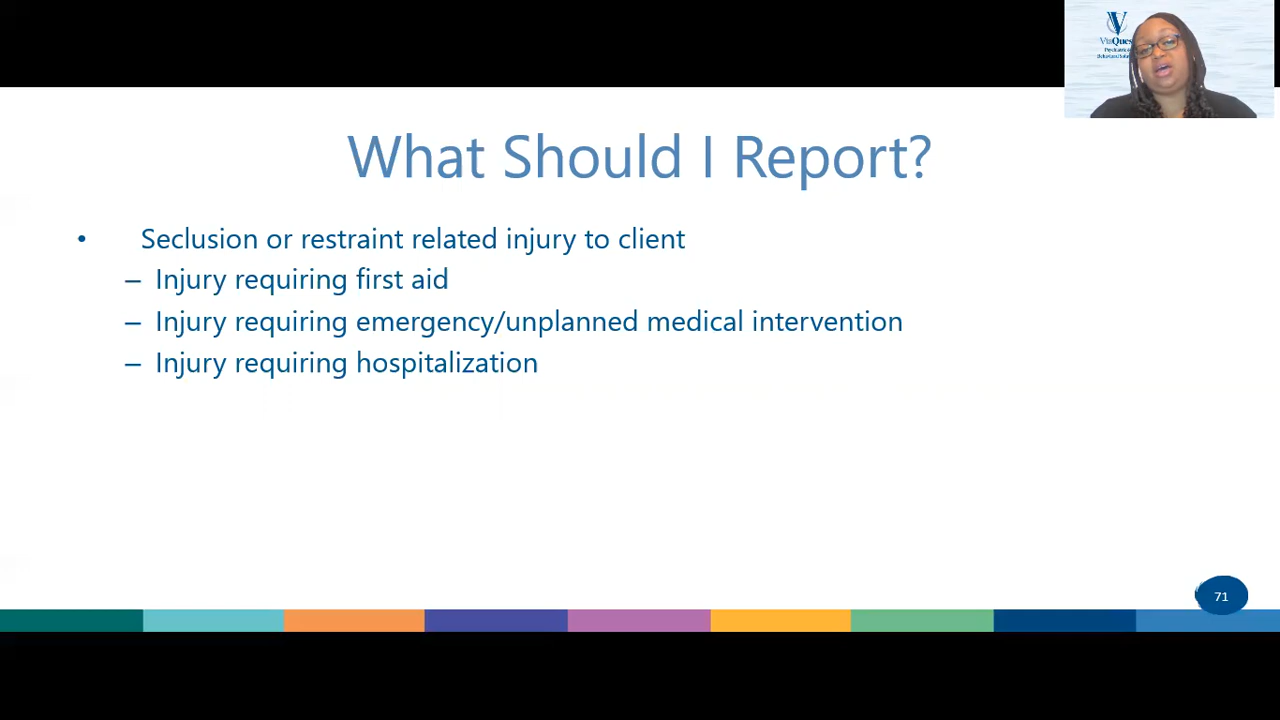 What Should I Report?
• Seclusion or restraint related injury to client
– Injury requiring first aid
– Injury requiring emergency/unplanned medical intervention
– Injury requiring hospitalization
71